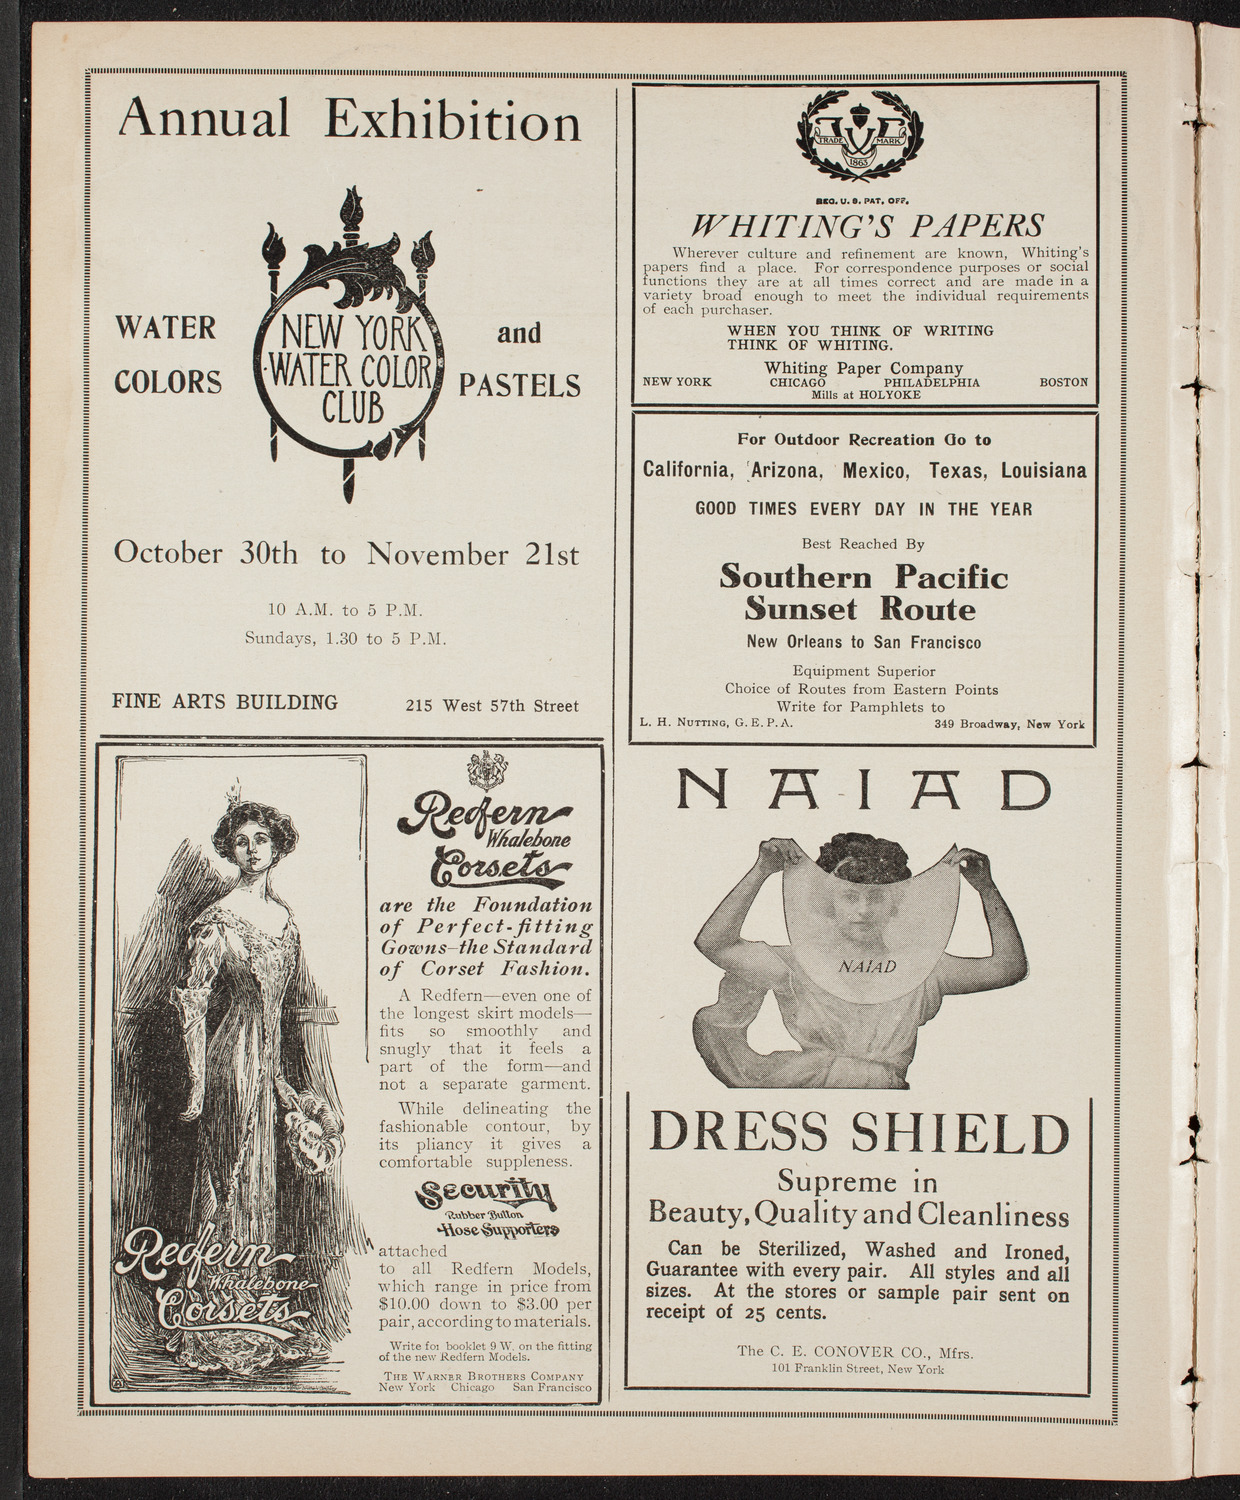 Annual Exhibition
WATER
COLORS
NEW YORK
WATER COLOR
CLUB
and
PASTELS
October 30th to November 21st
10 A.M. to 5 P.M.
Sundays, 1.30 to 5 P.M.
FINE ARTS BUILDING 215 West 57th Street
Redfern
Whalebone
Corsets
are the Foundation
of Perfect-fitting
Gowns—the Standard
of Corset Fashion.
A Redfern—even one of
the longest skirt models—
fits so smoothly and
snugly that it feels a
part of the form—and
not a separate garment.
While delineating the
fashionable contour, by
its pliancy it gives a
comfortable suppleness.
Security
Rubber Button
Hose Supporters
attached
to all Redfern Models,
which range in price from
$10.00 down to $3.00 per
pair, according to materials.
Write for booklet 9 W. on the fitting
of the new Redfern Models.
THE WARNER BROTHERS COMPANY
New York Chicago San Francisco
Redfern
Whalebone
Corsets
TRADE MARK
1865
REG. U. S. PAT. OFF.
WHITING'S PAPERS
Wherever culture and refinement are known, Whiting's
papers find a place. For correspondence purposes or social
functions they are at all times correct and are made in a
variety broad enough to meet the individual requirements
of each purchaser.
WHEN YOU THINK OF WRITING
THINK OF WHITING.
Whiting Paper Company
NEW YORK CHICAGO PHILADELPHIA BOSTON
Mills at HOLYOKE
For Outdoor Recreation Go to
California, Arizona, Mexico, Texas, Louisiana
GOOD TIMES EVERY DAY IN THE YEAR
Best Reached By
Southern Pacific
Sunset Route
New Orleans to San Francisco
Equipment Superior
Choice of Routes from Eastern Points
Write for Pamphlets to
L. H. NUTTING, G. E. P. A. 349 Broadway, New York
NAIAD
NAIAD
DRESS SHIELD
Supreme in
Beauty, Quality and Cleanliness
Can be Sterilized, Washed and Ironed,
Guarantee with every pair. All styles and all
sizes. At the stores or sample pair sent on
receipt of 25 cents.
The C. E. CONOVER CO., Mfrs.
101 Franklin Street, New York